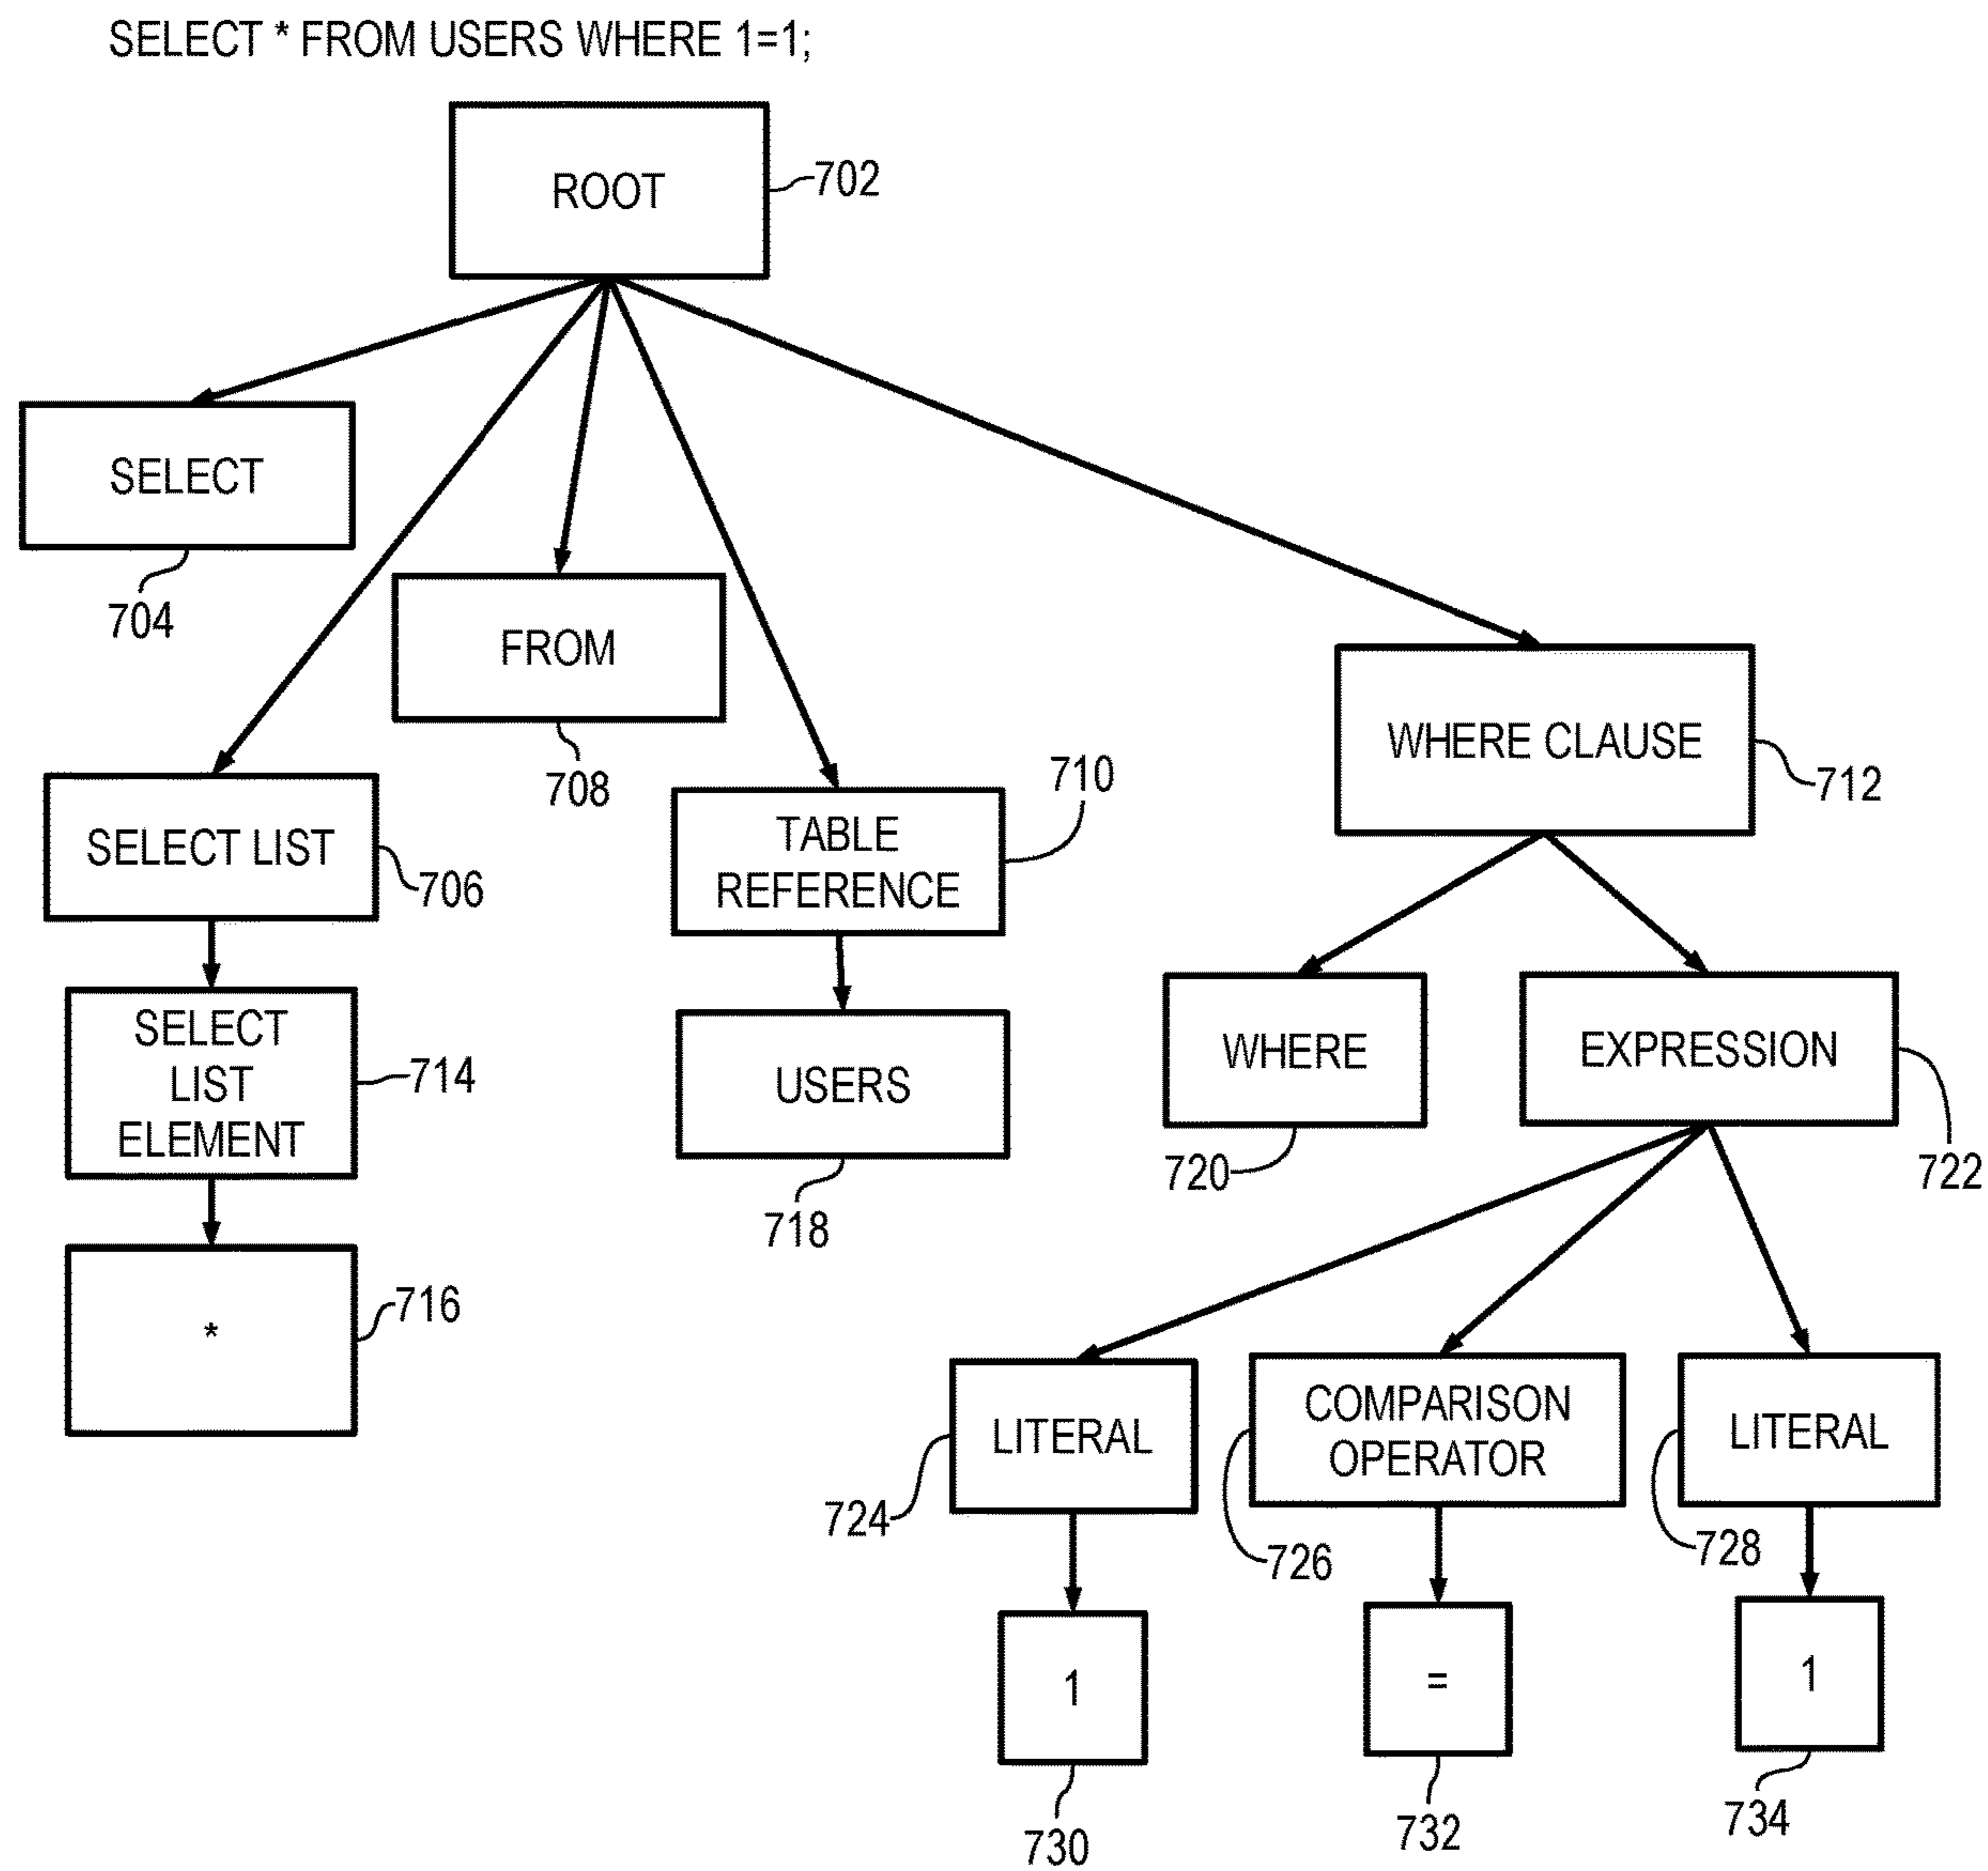 SELECT * FROM USERS WHERE 1=1;
ROOT
702
SELECT
704
FROM
708
SELECT LIST
706
TABLE
REFERENCE
710
WHERE CLAUSE
712
SELECT
LIST
ELEMENT
714
USERS
718
WHERE
720
EXPRESSION
722
*
716
LITERAL
724
COMPARISON
OPERATOR
726
LITERAL
728
1
730
=
732
1
734